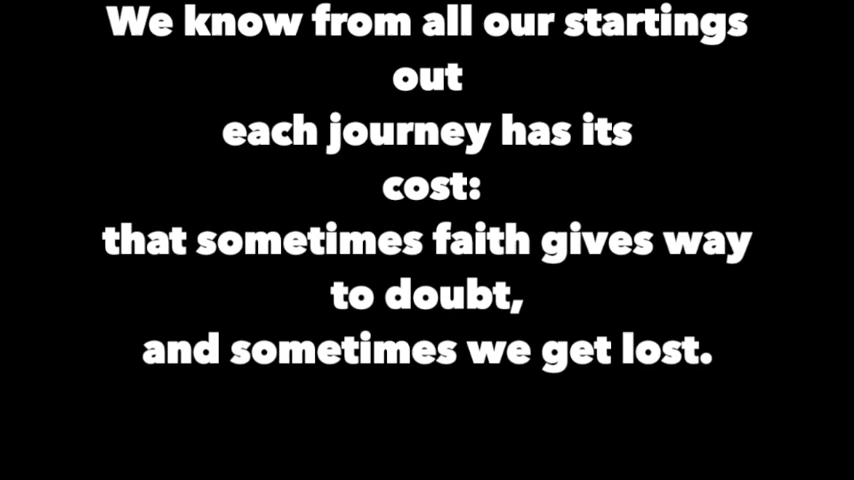 We know from all our startings
out
each journey has its
cost:
that sometimes faith gives way
to doubt,
and sometimes we get lost.